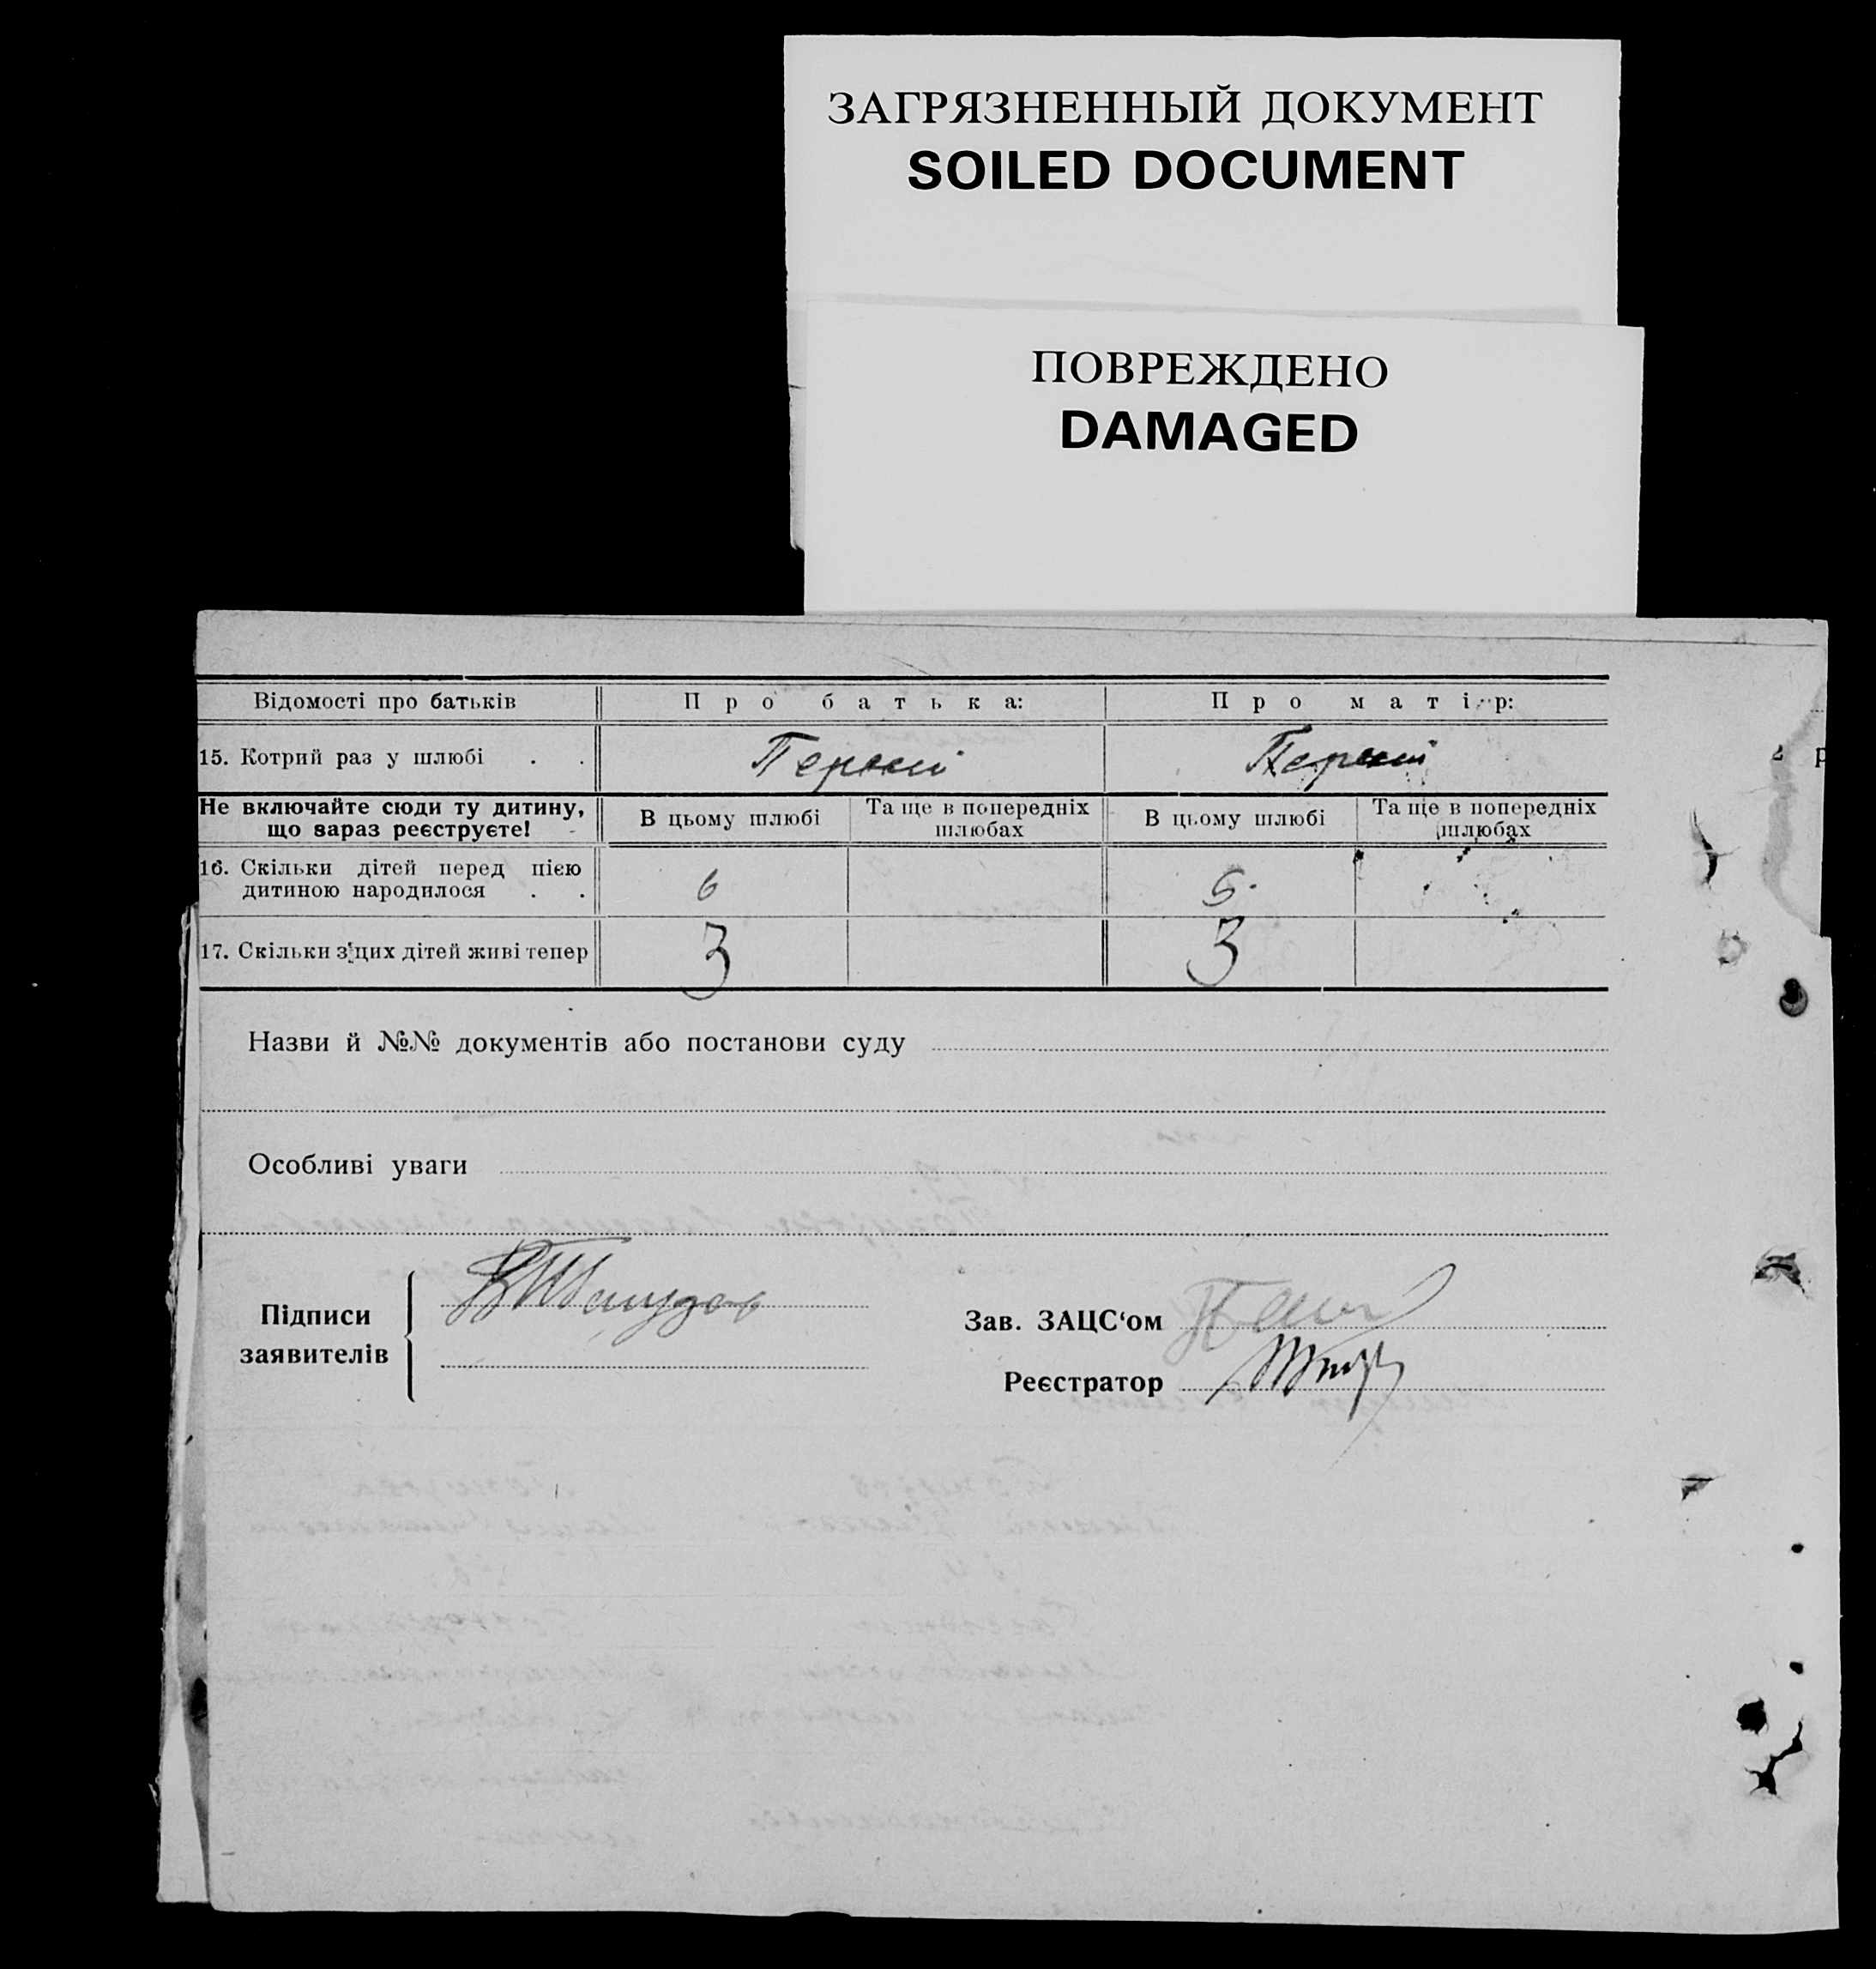 ЗАГРЯЗНЕННЫЙ ДОКУМЕНТ
SOILED DOCUMENT
ПОВРЕЖДЕНО
DAMAGED
Відомості про батьків Про батька: Про матір:
15. Котрий раз у шлюбі . . Перший Перший
Не включайте сюди ту дитину, що зараз реєструєте! В цьому шлюбі Та ще в попередніх шлюбах В цьому шлюбі Та ще в попередніх шлюбах
16. Скільки дітей перед цією
дитиною народилося . . 6 5.
17. Скільки з цих дітей живі тепер 3 3
Назви й №№ документів або постанови суду
Особливі уваги
Підписи
заявителів
Зав. ЗАЦС‘ом
Реєстратор